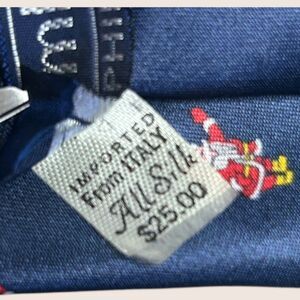 IMPORTED
From ITALY
All Silk
$25.00